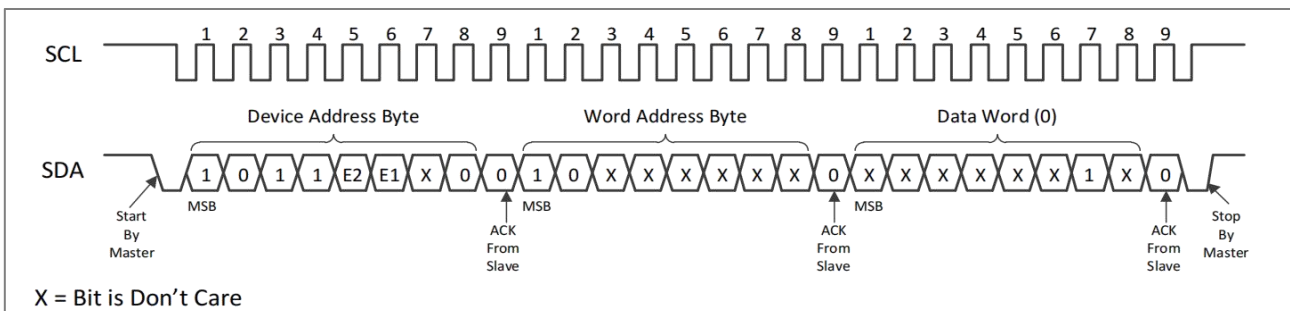 1 2 3 4 5 6 7 8 9 1 2 3 4 5 6 7 8 9 1 2 3 4 5 6 7 8 9
SCL
Device Address Byte Word Address Byte Data Word (0)
SDA
1 0 1 1 E2 E1 X 0 0 1 0 X X X X X X 0 X X X X X X 1 X 0
MSB MSB MSB
Start
By
Master
ACK
From
Slave
ACK
From
Slave
ACK
From
Slave
Stop
By
Master
X = Bit is Don't Care